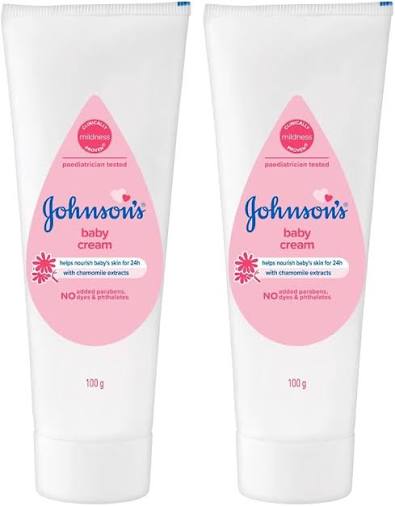 CLINICALLY
mildness
PROVEN
paediatrician tested
Johnson's®
baby
cream
helps nourish baby's skin for 24h
with chamomile extracts
NO added parabens,
dyes & phthalates
100 g
CLINICALLY
mildness
PROVEN
paediatrician tested
Johnson's®
baby
cream
helps nourish baby's skin for 24h
with chamomile extracts
NO added parabens,
dyes & phthalates
100 g